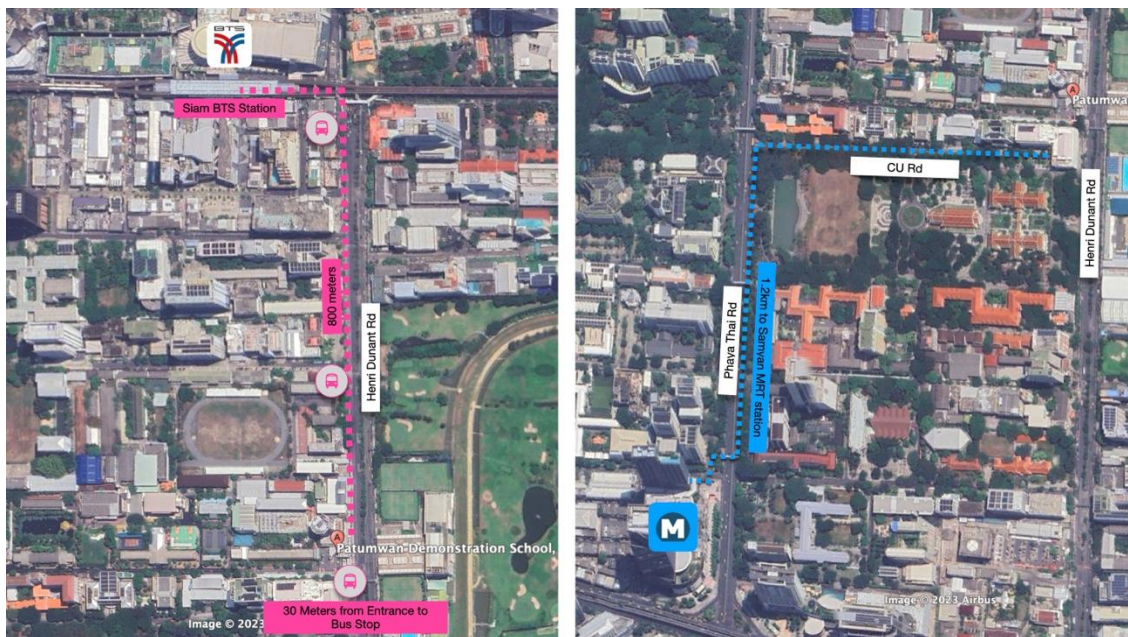 BTS
Siam BTS Station
800 meters
Henri Dunant Rd
A
Patumwan Demonstration School,
30 Meters from Entrance to
Bus Stop
Image © 2023
A
Patumwa
CU Rd
Henri Dunant Rd
Phaya Thai Rd
1.2km to Samyan MRT station
M
Image © 2023 Airbus